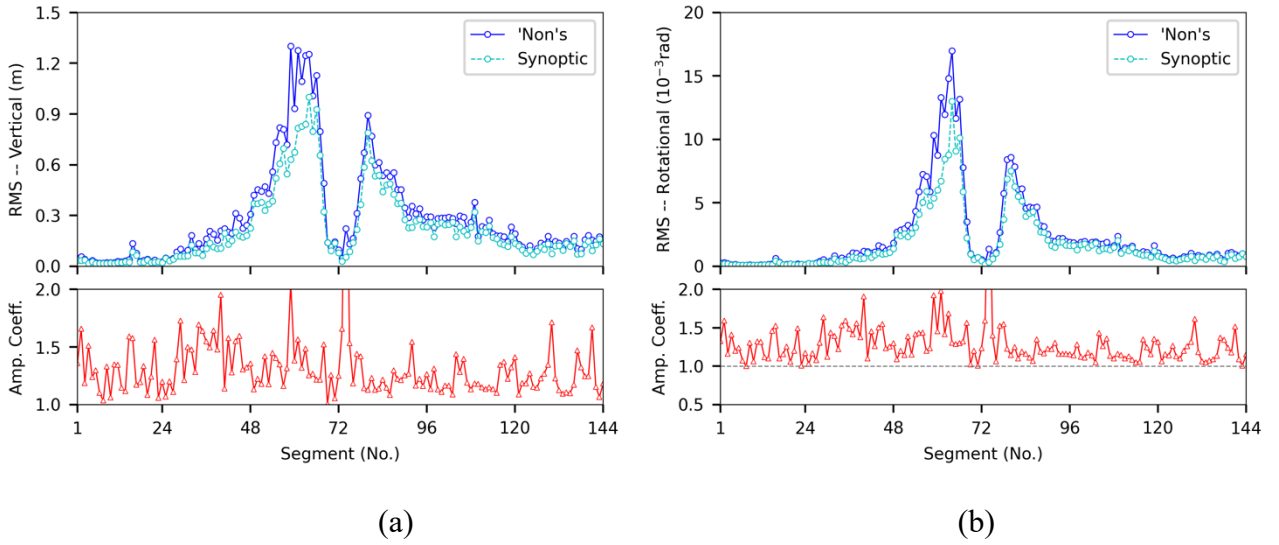 1.5
1.2
0.9
0.6
0.3
0.0
RMS -- Vertical (m)
'Non's
Synoptic
2.0
1.5
1.0
Amp. Coeff.
1
24
48
72
96
120
144
Segment (No.)
(a)
20
15
10
5
0
RMS -- Rotational (10⁻³rad)
'Non's
Synoptic
2.0
1.5
1.0
0.5
Amp. Coeff.
1
24
48
72
96
120
144
Segment (No.)
(b)